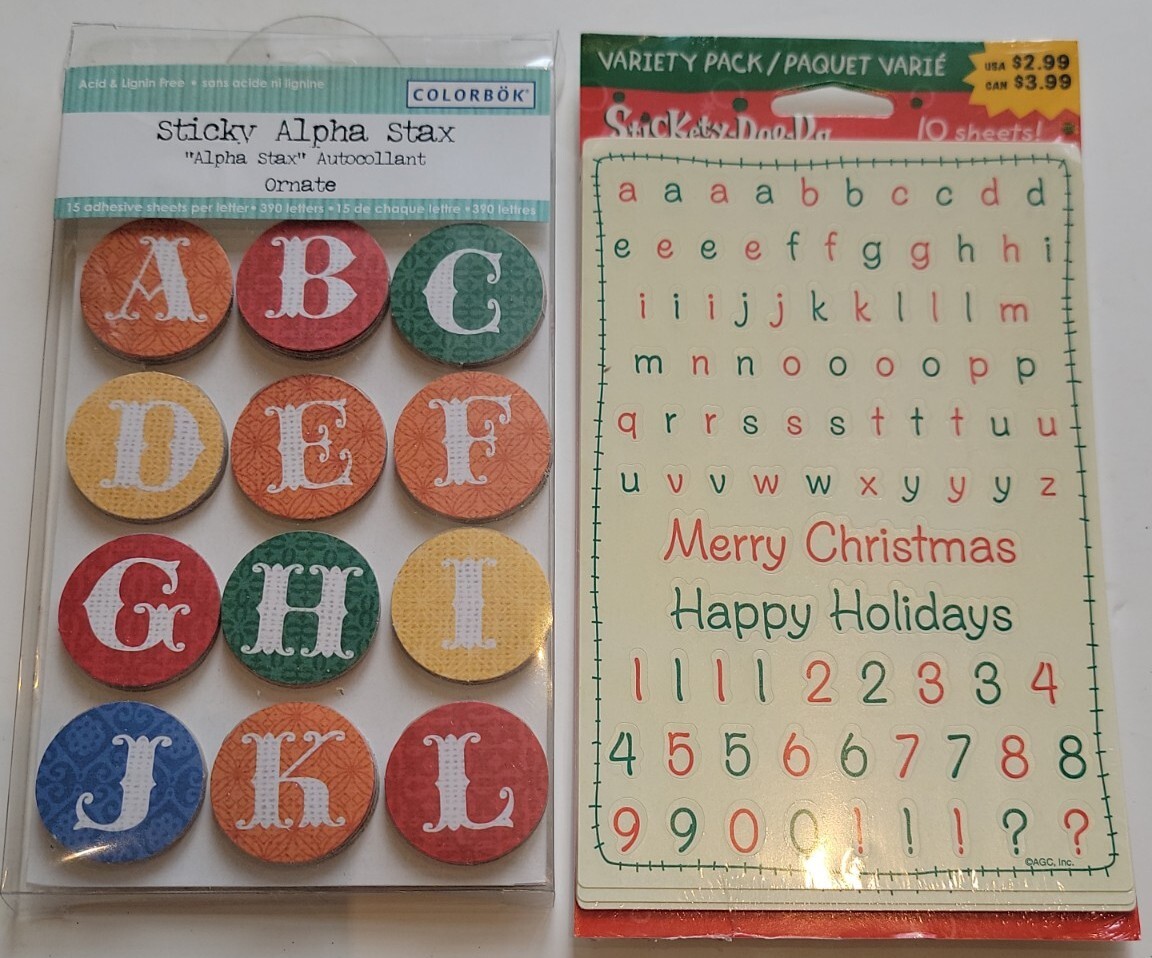 Acid & Lignin Free • sans acide ni lignine
COLORBÖK
Sticky Alpha Stax
"Alpha Stax" Autocollant
Ornate
15 adhesive sheets per letter • 390 letters • 15 de chaque lettre • 390 lettres
A B C
D E F
G H I
J K L
VARIETY PACK / PAQUET VARIÉ
USA $2.99
CAN $3.99
10 sheets!
a a a a b b c c d d
e e e e f f g g h h i
i i i j j k k l l l m
m n n o o o o p p
q r r s s s t t t u u
u v v w w x y y y z
Merry Christmas
Happy Holidays
1 1 1 1 2 2 3 3 4
4 5 5 6 6 7 7 8 8
9 9 0 0 ! ! ! ? ?
©AGC, Inc.